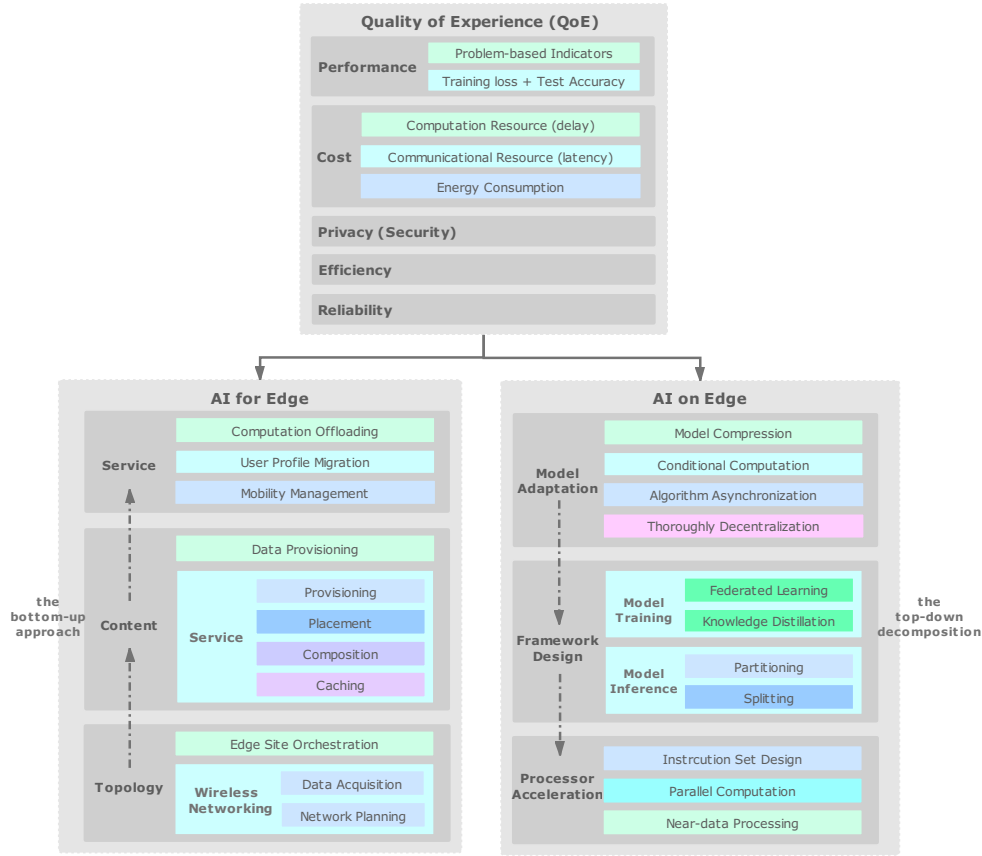 Quality of Experience (QoE)
Performance
Problem-based Indicators
Training loss + Test Accuracy
Cost
Computation Resource (delay)
Communicational Resource (latency)
Energy Consumption
Privacy (Security)
Efficiency
Reliability
AI for Edge
Service
Computation Offloading
User Profile Migration
Mobility Management
the
bottom-up
approach
Content
Data Provisioning
Service
Provisioning
Placement
Composition
Caching
Topology
Edge Site Orchestration
Wireless
Networking
Data Acquisition
Network Planning
AI on Edge
Model
Adaptation
Model Compression
Conditional Computation
Algorithm Asynchronization
Thoroughly Decentralization
Framework
Design
Model
Training
Federated Learning
Knowledge Distillation
Model
Inference
Partitioning
Splitting
the
top-down
decomposition
Processor
Acceleration
Instrcution Set Design
Parallel Computation
Near-data Processing